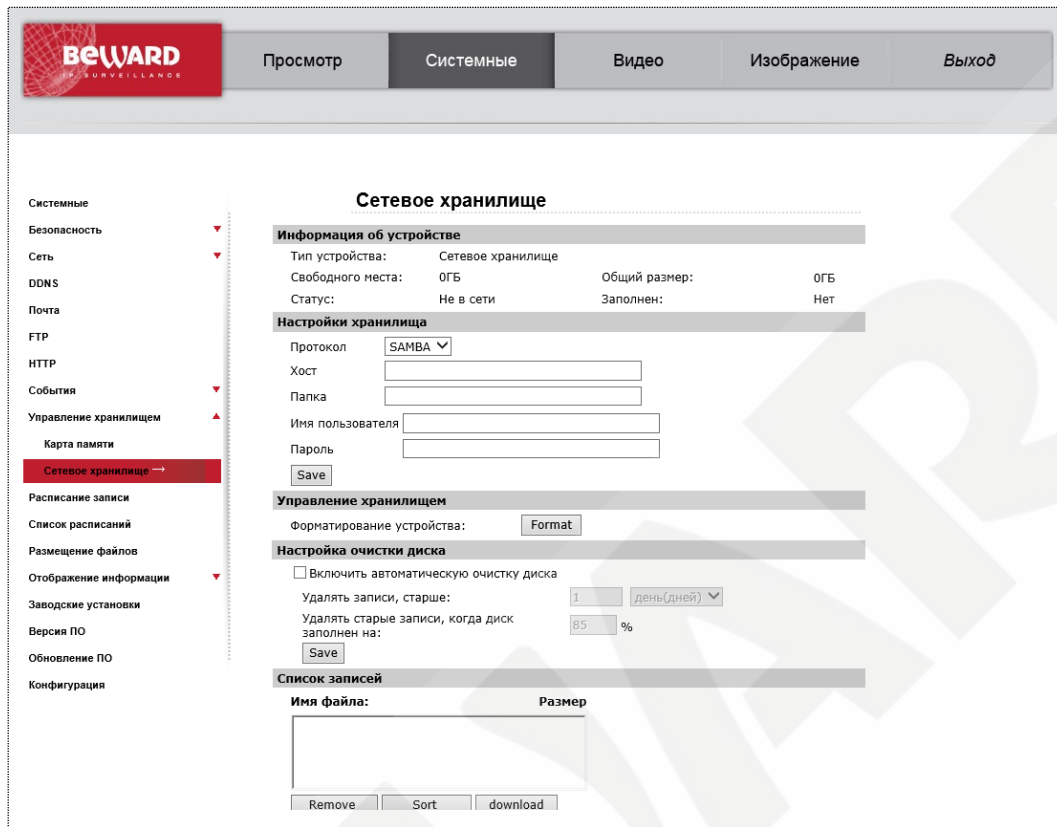 BEWARD
IP SURVEILLANCE
Просмотр
Системные
Видео
Изображение
Выход
Системные
Безопасность
Сеть
DDNS
Почта
FTP
HTTP
События
Управление хранилищем
Карта памяти
Сетевое хранилище →
Расписание записи
Список расписаний
Размещение файлов
Отображение информации
Заводские установки
Версия ПО
Обновление ПО
Конфигурация
Сетевое хранилище
Информация об устройстве
Тип устройства: Сетевое хранилище
Свободного места: 0ГБ Общий размер: 0ГБ
Статус: Не в сети Заполнен: Нет
Настройки хранилища
Протокол SAMBA
Хост
Папка
Имя пользователя
Пароль
Save
Управление хранилищем
Форматирование устройства: Format
Настройка очистки диска
Включить автоматическую очистку диска
Удалять записи, старше: 1 день(дней)
Удалять старые записи, когда диск
заполнен на: 85 %
Save
Список записей
Имя файла: Размер
Remove Sort download